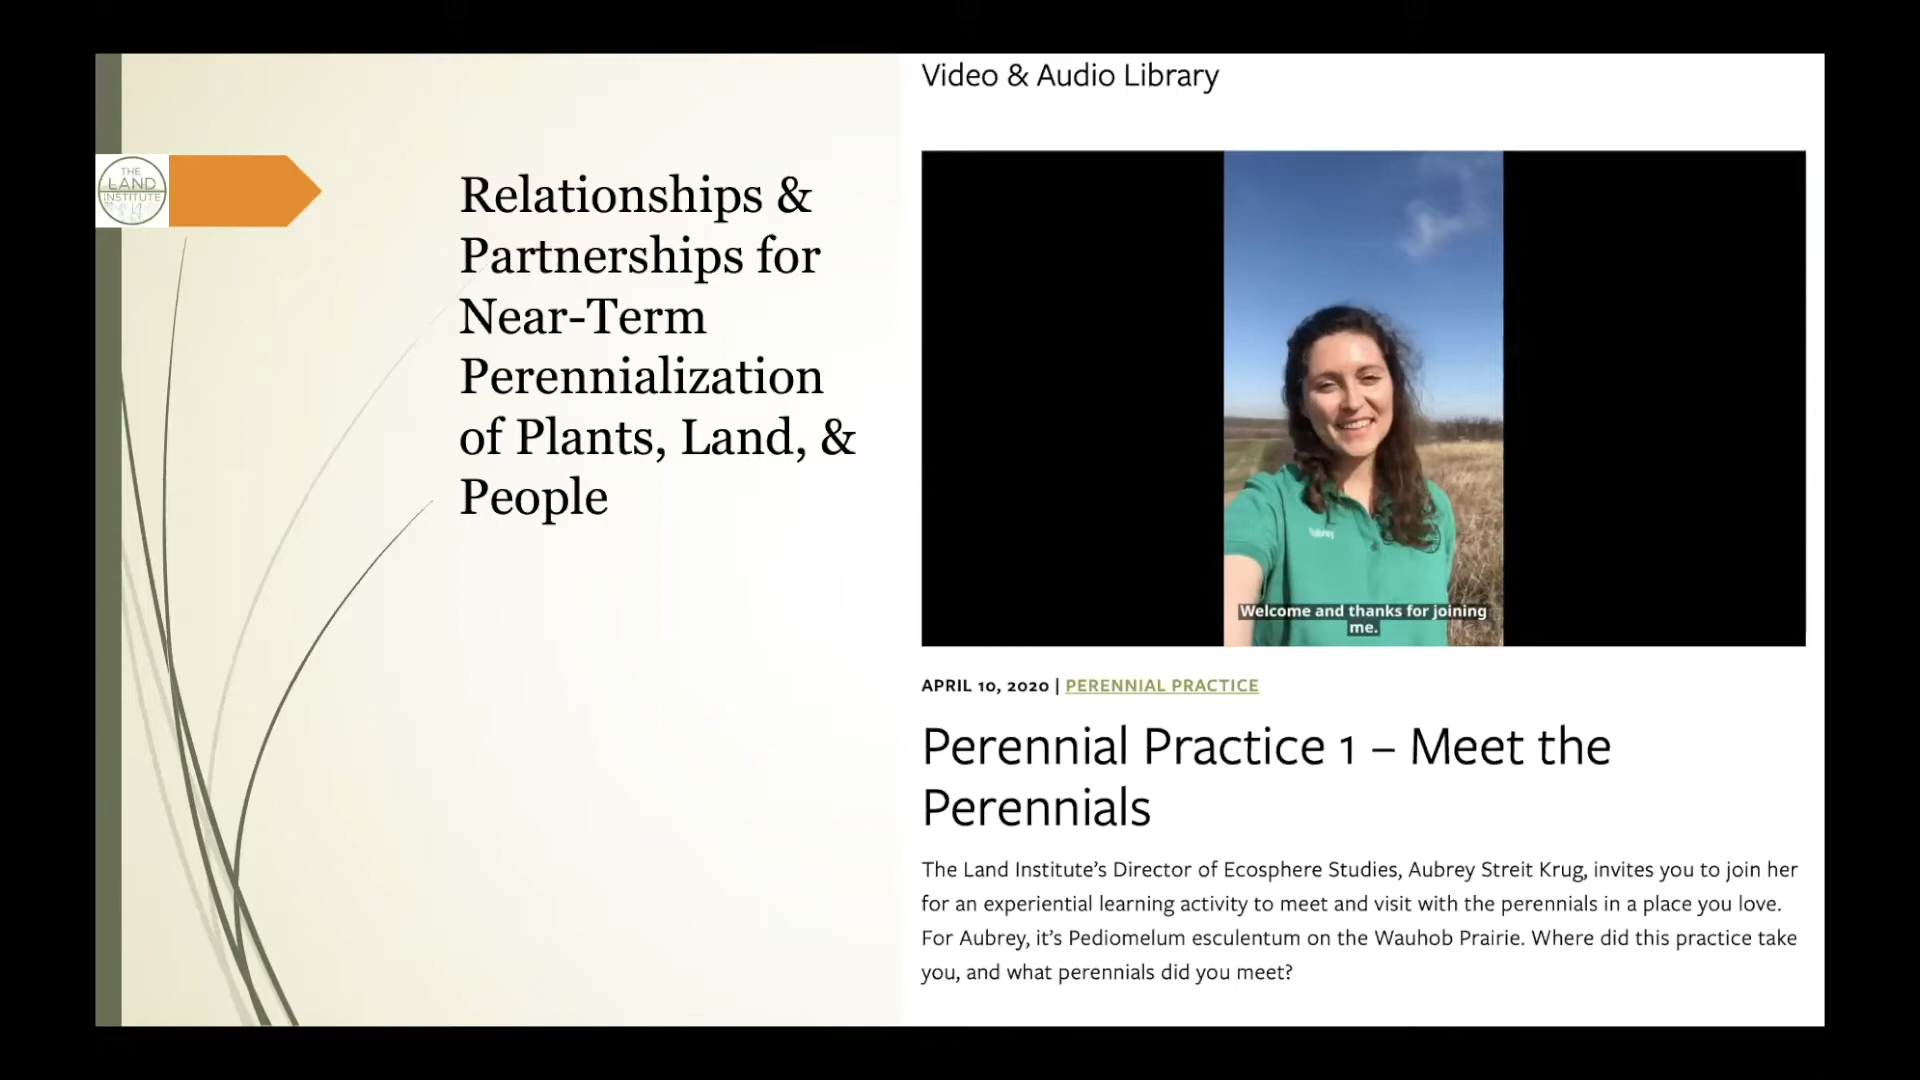 THE
LAND
INSTITUTE
Relationships &
Partnerships for
Near-Term
Perennialization
of Plants, Land, &
People
Video & Audio Library
Welcome and thanks for joining
me.
APRIL 10, 2020 | PERENNIAL PRACTICE
Perennial Practice 1 – Meet the
Perennials
The Land Institute’s Director of Ecosphere Studies, Aubrey Streit Krug, invites you to join her
for an experiential learning activity to meet and visit with the perennials in a place you love.
For Aubrey, it’s Pediomelum esculentum on the Wauhob Prairie. Where did this practice take
you, and what perennials did you meet?